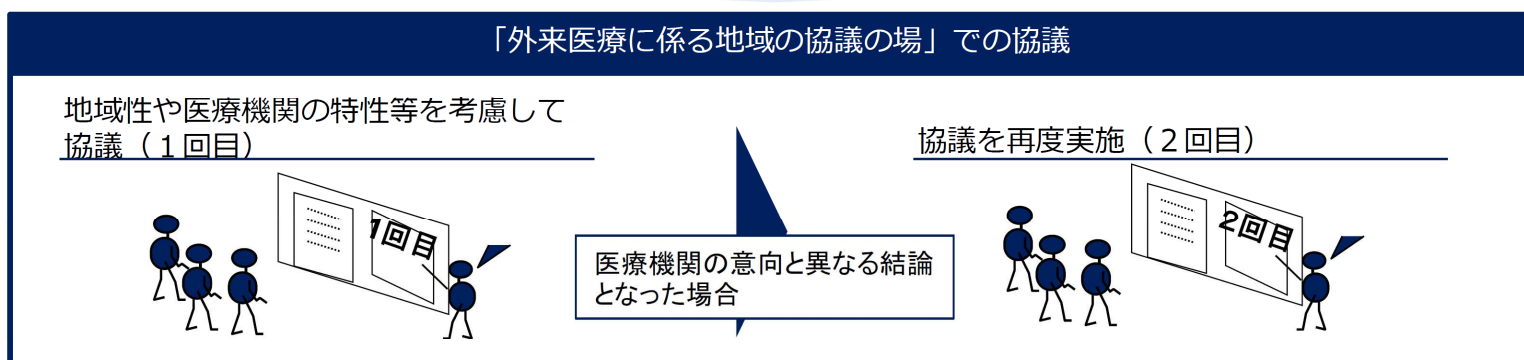 「外来医療に係る地域の協議の場」での協議
地域性や医療機関の特性等を考慮して
協議（１回目）
1回目
医療機関の意向と異なる結論
となった場合
協議を再度実施（２回目）
2回目